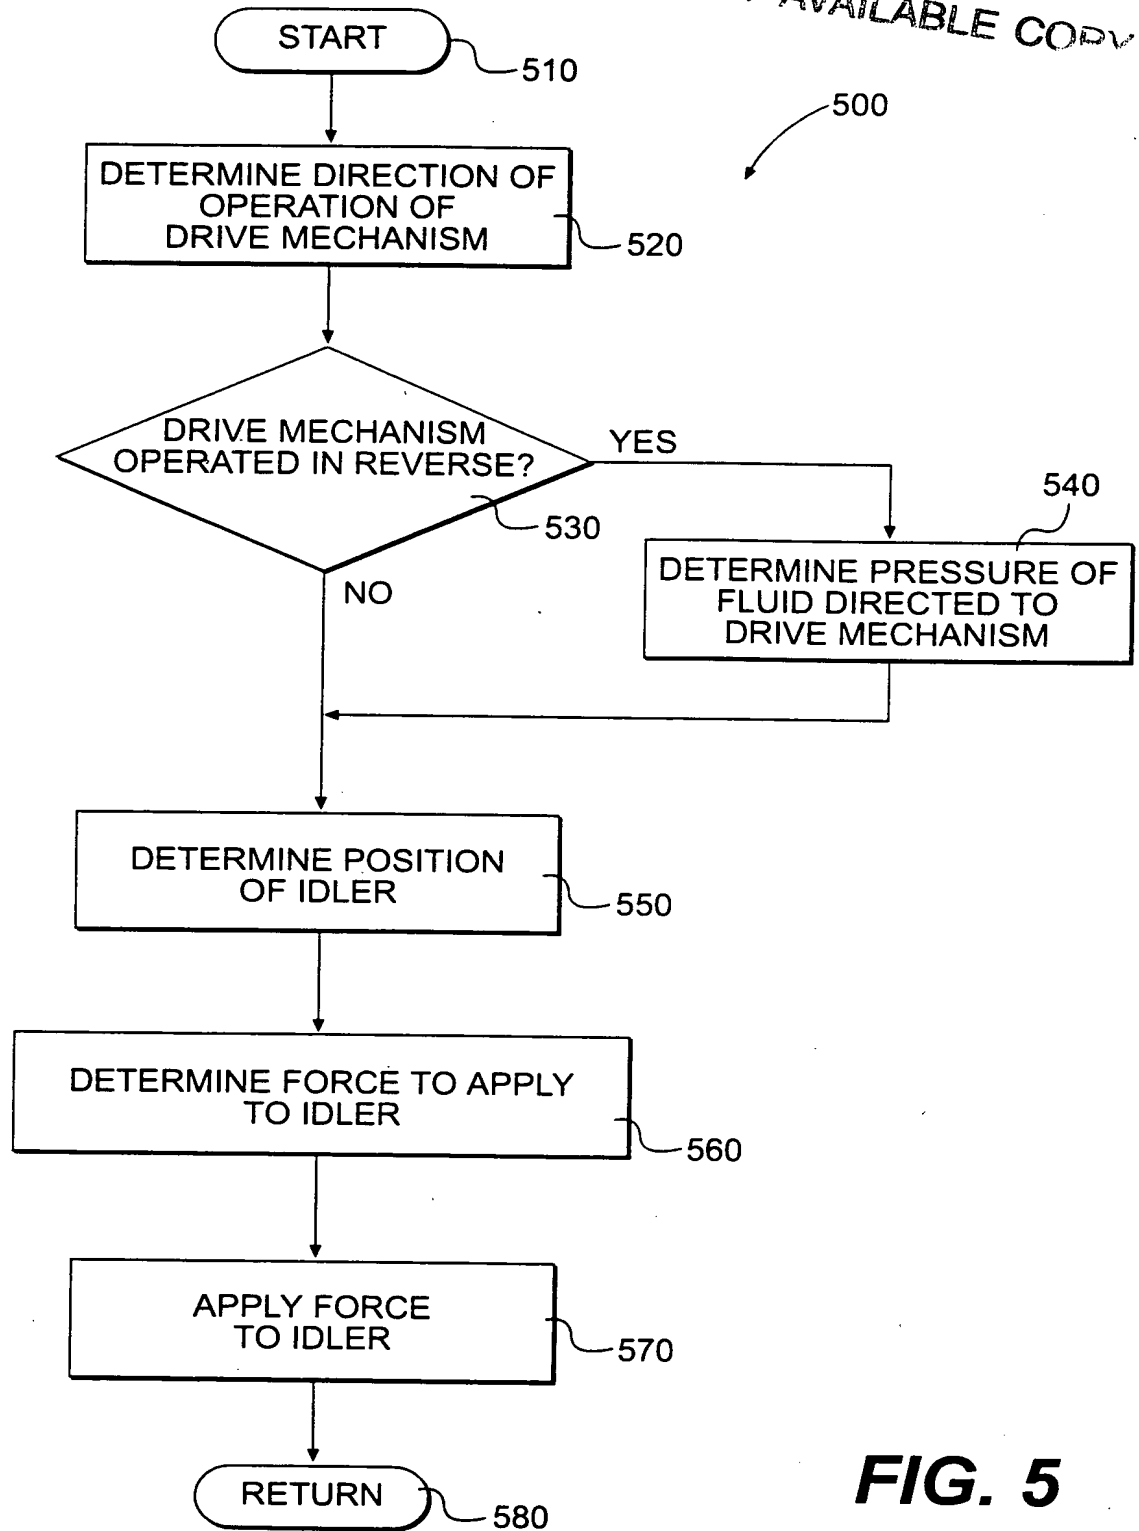 AVAILABLE COPY
START
510
500
DETERMINE DIRECTION OF
OPERATION OF
DRIVE MECHANISM
520
DRIVE MECHANISM
OPERATED IN REVERSE?
530
YES
540
DETERMINE PRESSURE OF
FLUID DIRECTED TO
DRIVE MECHANISM
NO
DETERMINE POSITION
OF IDLER
550
DETERMINE FORCE TO APPLY
TO IDLER
560
APPLY FORCE
TO IDLER
570
RETURN
580
FIG. 5